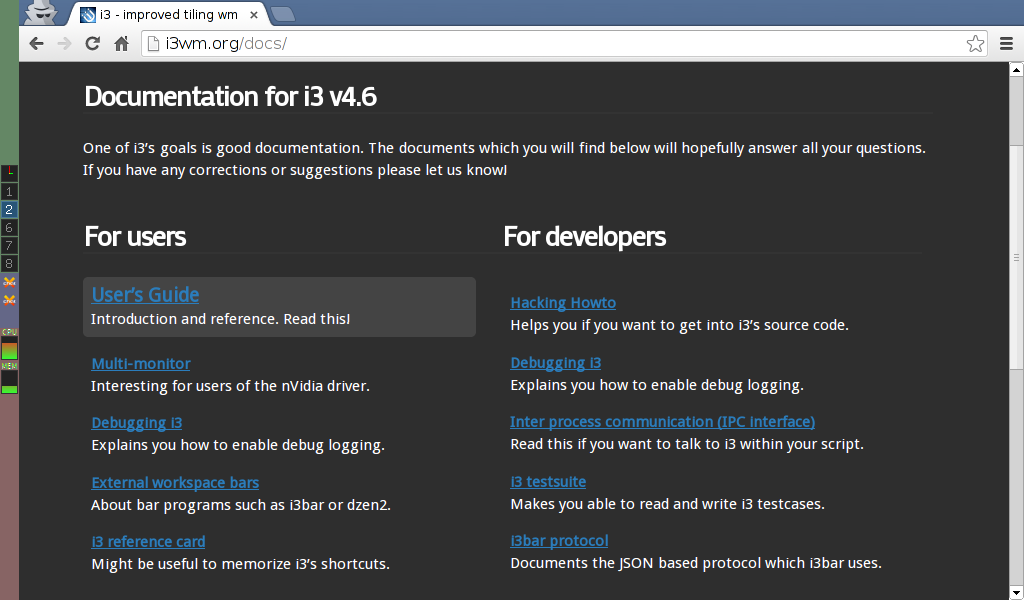 i3 - improved tiling wm
i3wm.org/docs/
Documentation for i3 v4.6
One of i3's goals is good documentation. The documents which you will find below will hopefully answer all your questions.
If you have any corrections or suggestions please let us know!
For users
User's Guide
Introduction and reference. Read this!
Multi-monitor
Interesting for users of the nVidia driver.
Debugging i3
Explains you how to enable debug logging.
External workspace bars
About bar programs such as i3bar or dzen2.
i3 reference card
Might be useful to memorize i3's shortcuts.
For developers
Hacking Howto
Helps you if you want to get into i3's source code.
Debugging i3
Explains you how to enable debug logging.
Inter process communication (IPC interface)
Read this if you want to talk to i3 within your script.
i3 testsuite
Makes you able to read and write i3 testcases.
i3bar protocol
Documents the JSON based protocol which i3bar uses.
1
2
6
7
8
CPU
MEM